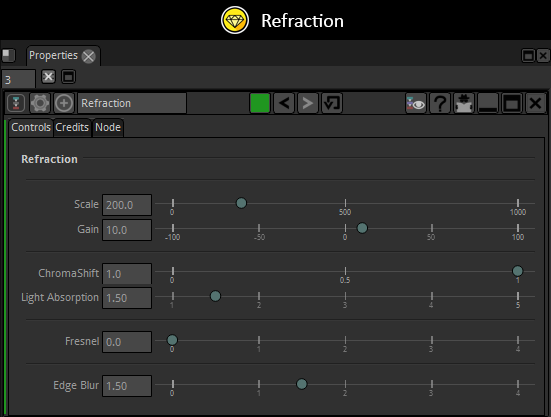 Refraction
Properties
3
Refraction
Controls Credits Node
Refraction
Scale 200.0 0 500 1000
Gain 10.0 -100 -50 0 50 100
ChromaShift 1.0 0 0.5 1
Light Absorption 1.50 1 2 3 4 5
Fresnel 0.0 0 1 2 3 4
Edge Blur 1.50 0 1 2 3 4